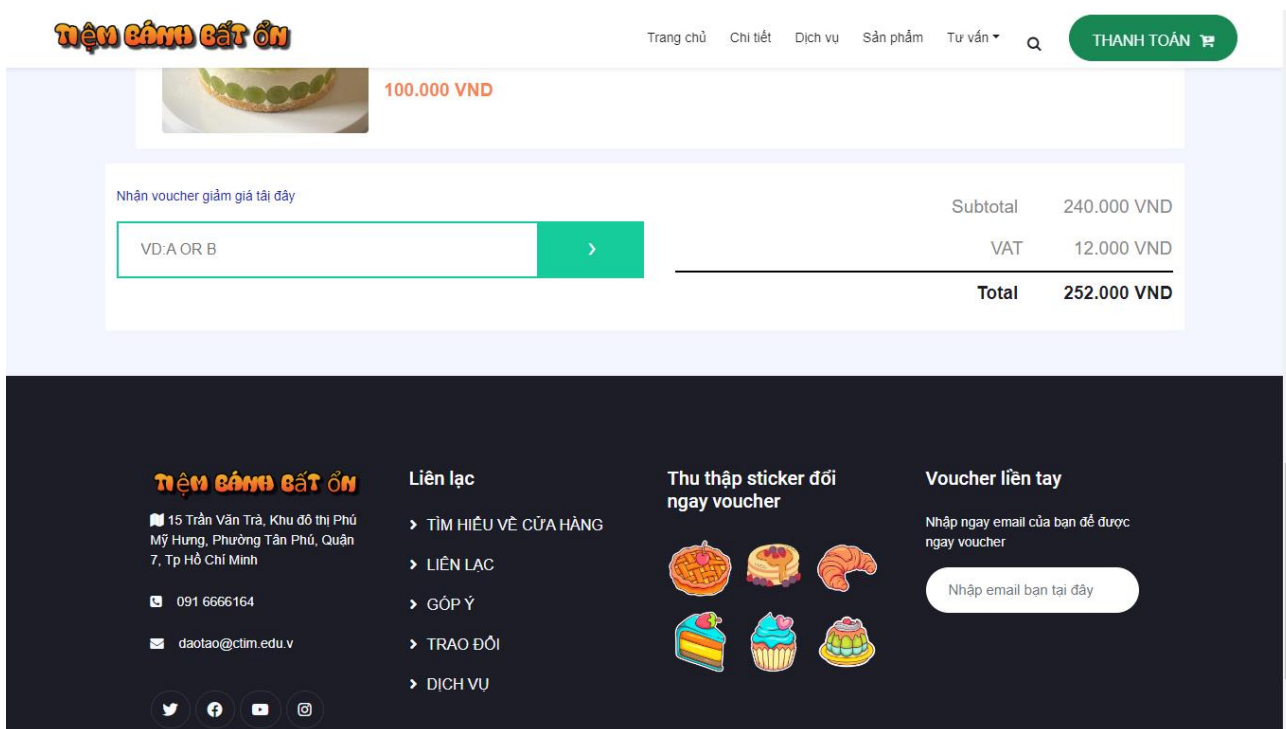 TIỆM BÁNH BẤT ỔN
Trang chủ Chi tiết Dịch vụ Sản phẩm Tư vấn THANH TOÁN
100.000 VND
Nhận voucher giảm giá tâị đây
VD:A OR B
Subtotal 240.000 VND
VAT 12.000 VND
Total 252.000 VND
TIỆM BÁNH BẤT ỔN
15 Trần Văn Trà, Khu đô thị Phú
Mỹ Hưng, Phường Tân Phú, Quận
7, Tp Hồ Chí Minh
091 6666164
daotao@ctim.edu.v
Liên lạc
TÌM HIỂU VỀ CỬA HÀNG
LIÊN LẠC
GÓP Ý
TRAO ĐỔI
DỊCH VỤ
Thu thập sticker đổi
ngay voucher
Voucher liền tay
Nhập ngay email của bạn để được
ngay voucher
Nhập email bạn tại đây